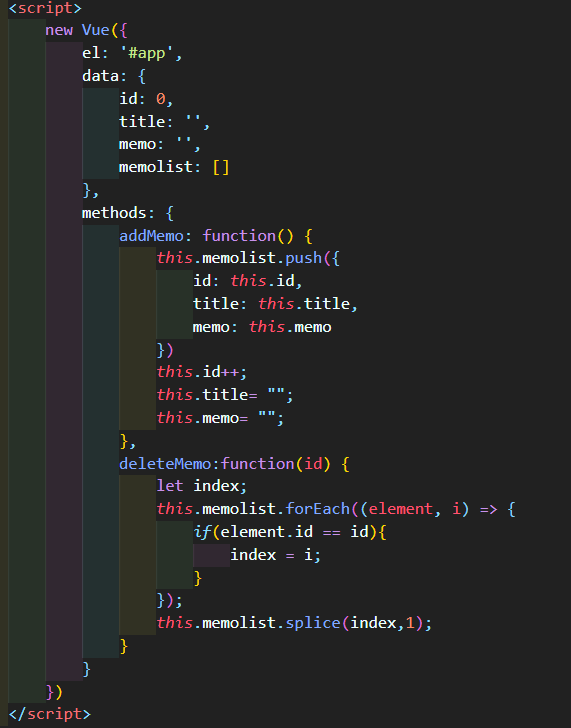 <script>
new Vue({
el: '#app',
data: {
id: 0,
title: '',
memo: '',
memolist: []
},
methods: {
addMemo: function() {
this.memolist.push({
id: this.id,
title: this.title,
memo: this.memo
})
this.id++;
this.title= "";
this.memo= "";
},
deleteMemo:function(id) {
let index;
this.memolist.forEach((element, i) => {
if(element.id == id){
index = i;
}
});
this.memolist.splice(index,1);
}
}
})
</script>